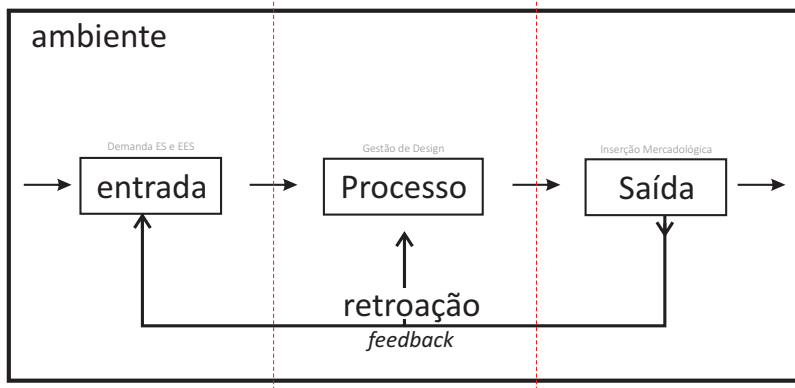 ambiente
Demanda ES e EES
entrada
Gestão de Design
Processo
Inserção Mercadológica
Saída
retroação
feedback